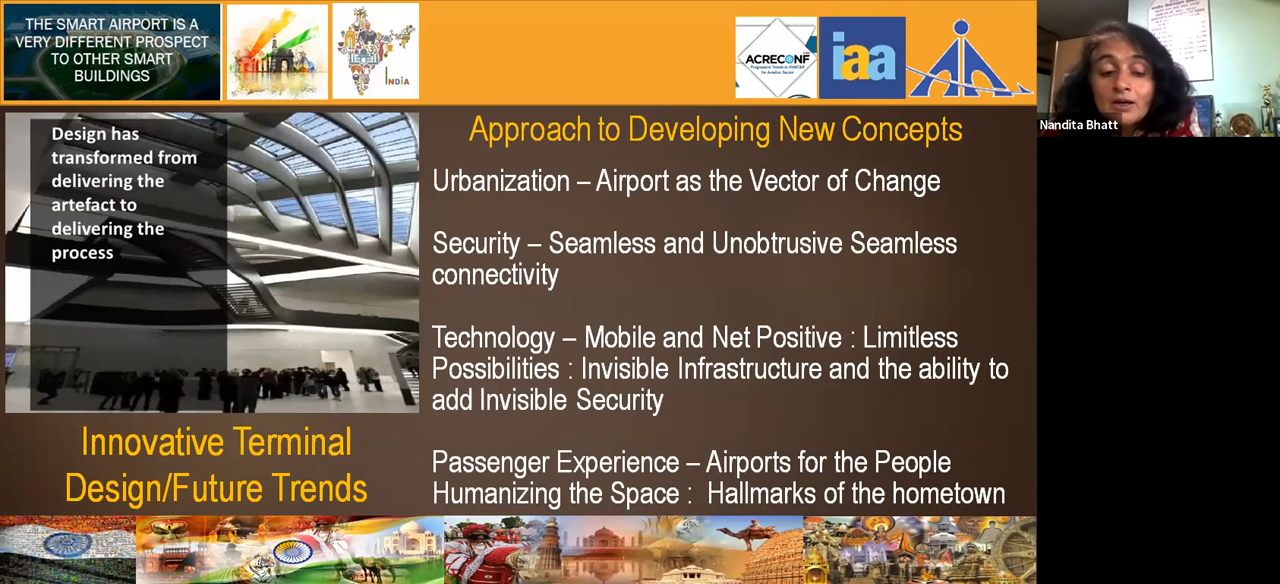 THE SMART AIRPORT IS A
VERY DIFFERENT PROSPECT
TO OTHER SMART
BUILDINGS
INDIA
ACRECONF
iaa
Nandita Bhatt
Design has
transformed from
delivering the
artefact to
delivering the
process
Innovative Terminal
Design/Future Trends
Approach to Developing New Concepts
Urbanization – Airport as the Vector of Change
Security – Seamless and Unobtrusive Seamless
connectivity
Technology – Mobile and Net Positive : Limitless
Possibilities : Invisible Infrastructure and the ability to
add Invisible Security
Passenger Experience – Airports for the People
Humanizing the Space : Hallmarks of the hometown